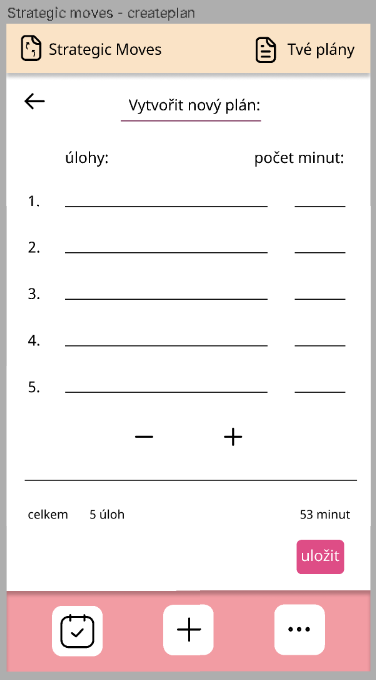 Strategic moves - createplan
Strategic Moves Tvé plány
Vytvořit nový plán:
úlohy: počet minut:
1.
2.
3.
4.
5.
celkem 5 úloh 53 minut
uložit